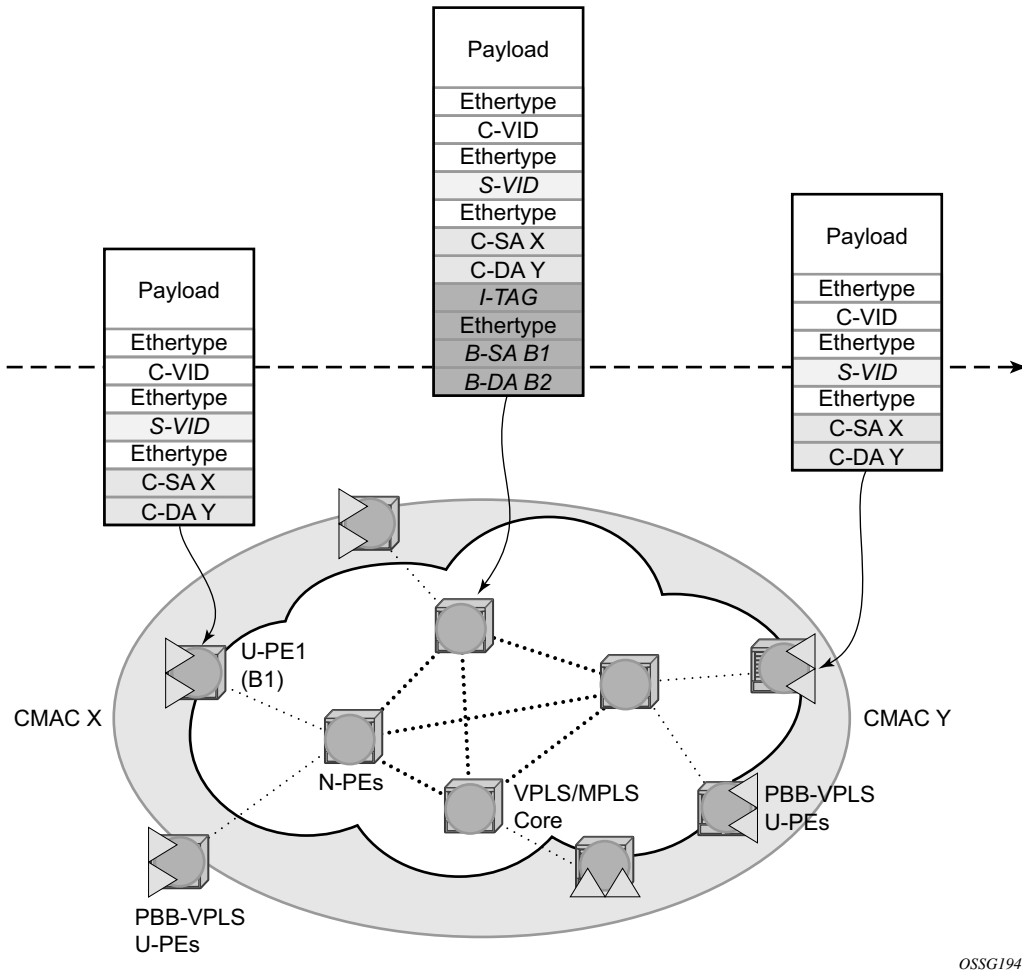 Payload
Ethertype
C-VID
Ethertype
S-VID
Ethertype
C-SA X
C-DA Y
Payload
Ethertype
C-VID
Ethertype
S-VID
Ethertype
C-SA X
C-DA Y
I-TAG
Ethertype
B-SA B1
B-DA B2
Payload
Ethertype
C-VID
Ethertype
S-VID
Ethertype
C-SA X
C-DA Y
U-PE1
(B1)
CMAC X
CMAC Y
N-PEs
VPLS/MPLS
Core
PBB-VPLS
U-PEs
PBB-VPLS
U-PEs
OSSG194